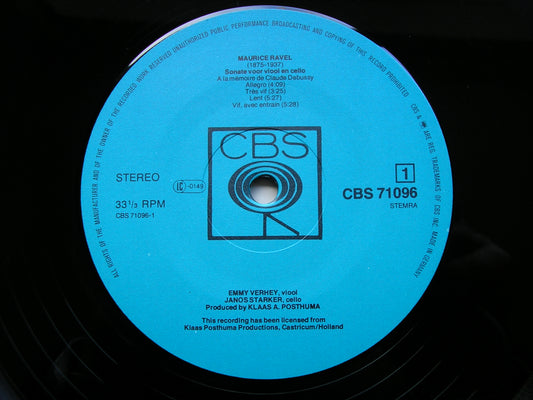 ALL RIGHTS OF THE MANUFACTURER AND OF THE OWNER OF THE RECORDED WORK RESERVED UNAUTHORIZED PUBLIC PERFORMANCE BROADCASTING AND COPYING OF THIS RECORD PROHIBITED CBS & ARE REG. TRADEMARKS OF CBS INC. MADE IN GERMANY
MAURICE RAVEL
(1875-1937)
Sonate voor viool en cello
A la mémoire de Claude Debussy
Allegro (4:09)
Très vif (3:25)
Lent (5:27)
Vif, avec entrain (5:28)
CBS
STEREO
LC-0149
33 1/3 RPM
CBS 71096-1
1
CBS 71096
STEMRA
EMMY VERHEY, viool
JANOS STARKER, cello
Produced by KLAAS A. POSTHUMA
This recording has been licensed from
Klaas Posthuma Productions, Castricum/Holland